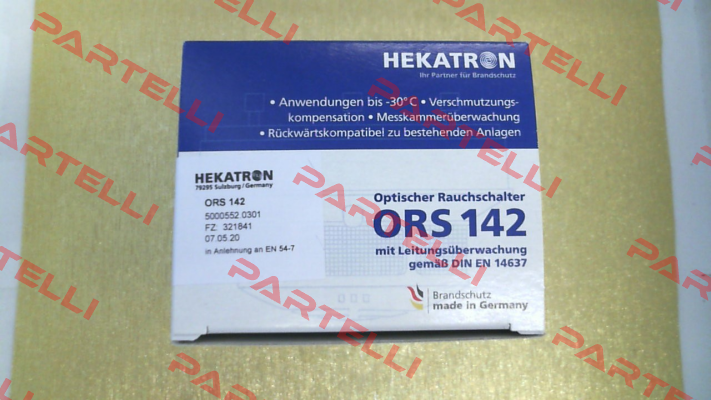 HEKATRON
Ihr Partner für Brandschutz
• Anwendungen bis -30°C • Verschmutzungs-
kompensation • Messkammerüberwachung
• Rückwärtskompatibel zu bestehenden Anlagen
HEKATRON
79295 Sulzburg / Germany
ORS 142
5000552.0301
FZ: 321841
07.05.20
in Anlehnung an EN 54-7
Optischer Rauchschalter
ORS 142
mit Leitungsüberwachung
gemäß DIN EN 14637
Brandschutz
made in Germany
PARTELLI
PARTELLI
PARTELLI
PARTELLI
PARTELLI
PARTELLI
PARTELLI